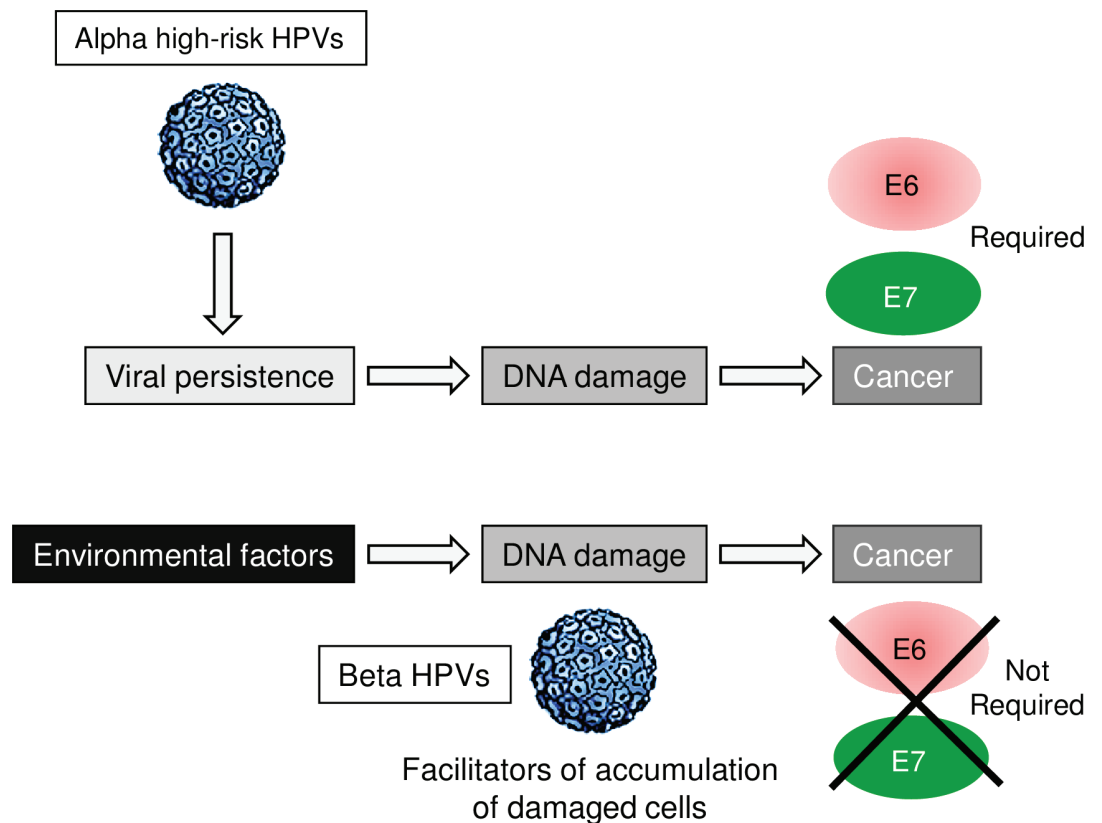 Alpha high-risk HPVs
E6
Required
E7
Viral persistence
DNA damage
Cancer
Environmental factors
DNA damage
Cancer
Beta HPVs
E6
Not
Required
E7
Facilitators of accumulation
of damaged cells